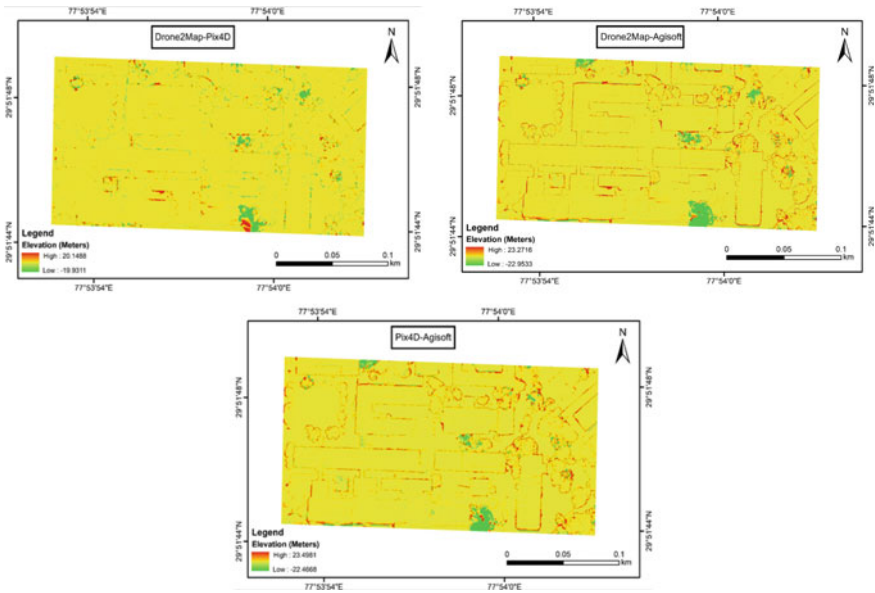 77°53'54"E 77°54'0"E
Drone2Map-Pix4D
N
29°51'48"N 29°51'48"N
29°51'44"N 29°51'44"N
Legend
Elevation (Meters)
High : 20.1488
Low : -19.9311
0 0.05 0.1
km
77°53'54"E 77°54'0"E
77°53'54"E 77°54'0"E
Drone2Map-Agisoft
N
29°51'48"N 29°51'48"N
29°51'44"N 29°51'44"N
Legend
Elevation (Meters)
High : 23.2716
Low : -22.9533
0 0.05 0.1
km
77°53'54"E 77°54'0"E
77°53'54"E 77°54'0"E
Pix4D-Agisoft
N
29°51'48"N 29°51'48"N
29°51'44"N 29°51'44"N
Legend
Elevation (Meters)
High : 23.4981
Low : -22.4668
0 0.05 0.1
km
77°53'54"E 77°54'0"E